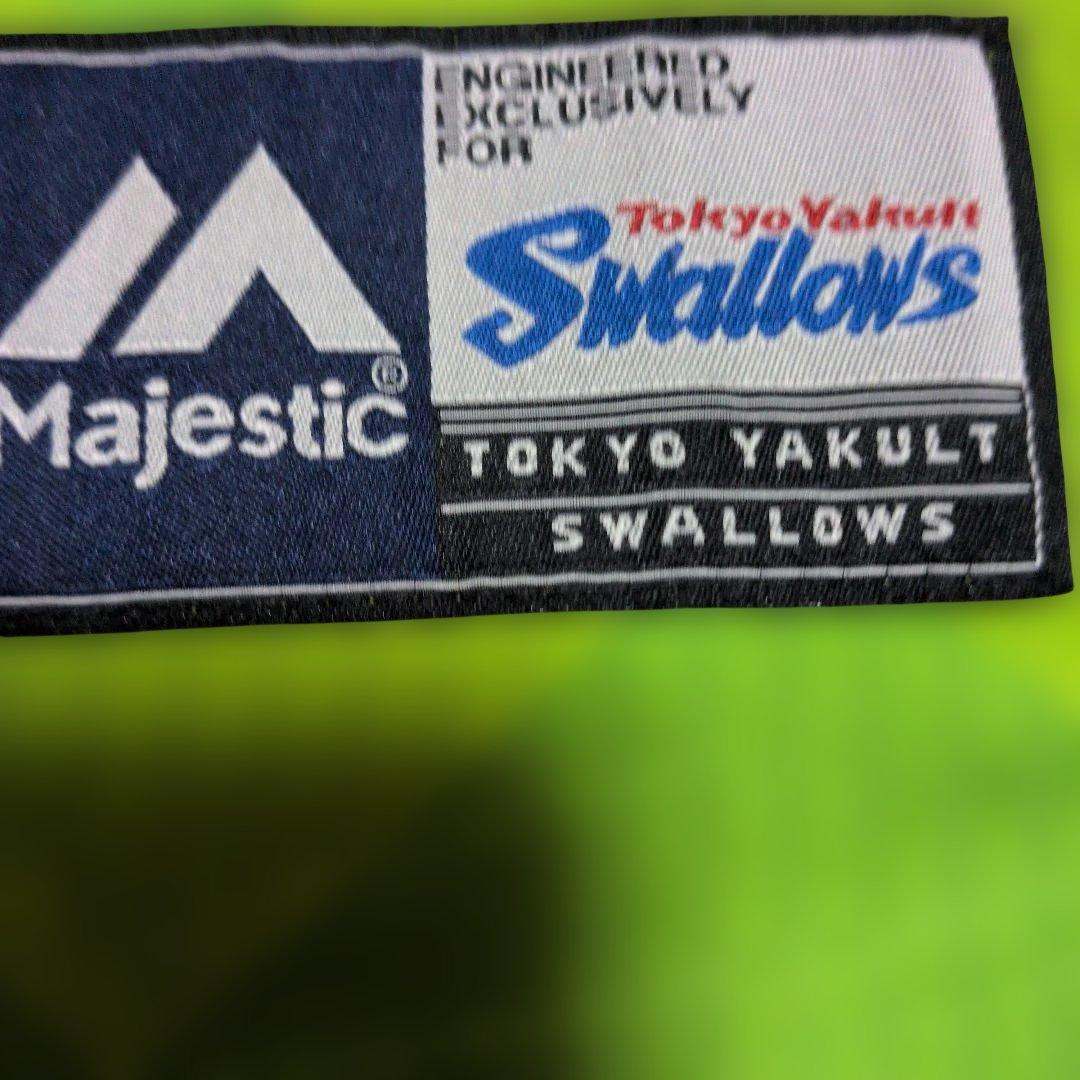 Majestic®
ENGINEERED
EXCLUSIVELY
FOR
Tokyo Yakult
Swallows
TOKYO YAKULT
SWALLOWS